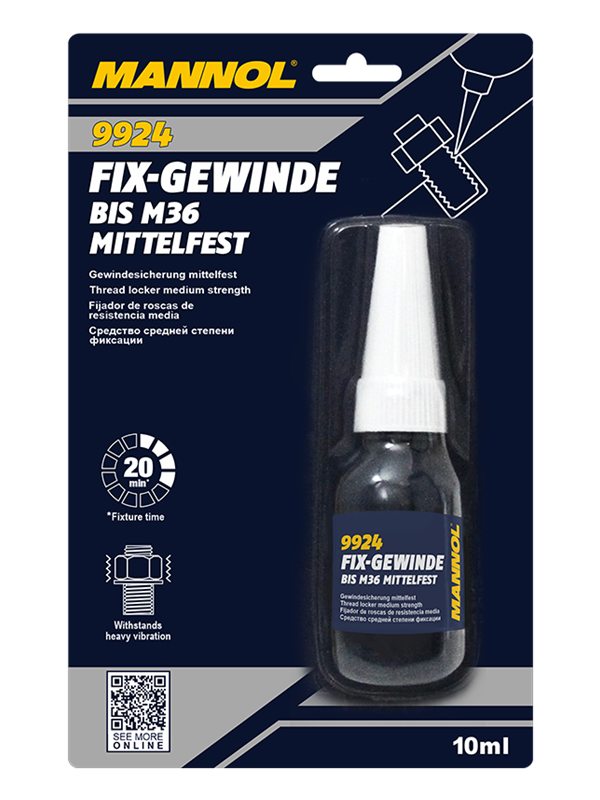 MANNOL®
9924
FIX-GEWINDE
BIS M36
MITTELFEST
Gewindesicherung mittelfest
Thread locker medium strength
Fijador de roscas de
resistencia media
Средство средней степени
фиксации
20
min*
*Fixture time
Withstands
heavy vibration
SEE MORE
ONLINE
9924
FIX-GEWINDE
BIS M36 MITTELFEST
Gewindesicherung mittelfest
Thread locker medium strength
Fijador de roscas de resistencia media
Средство средней степени фиксации
MANNOL
10ml